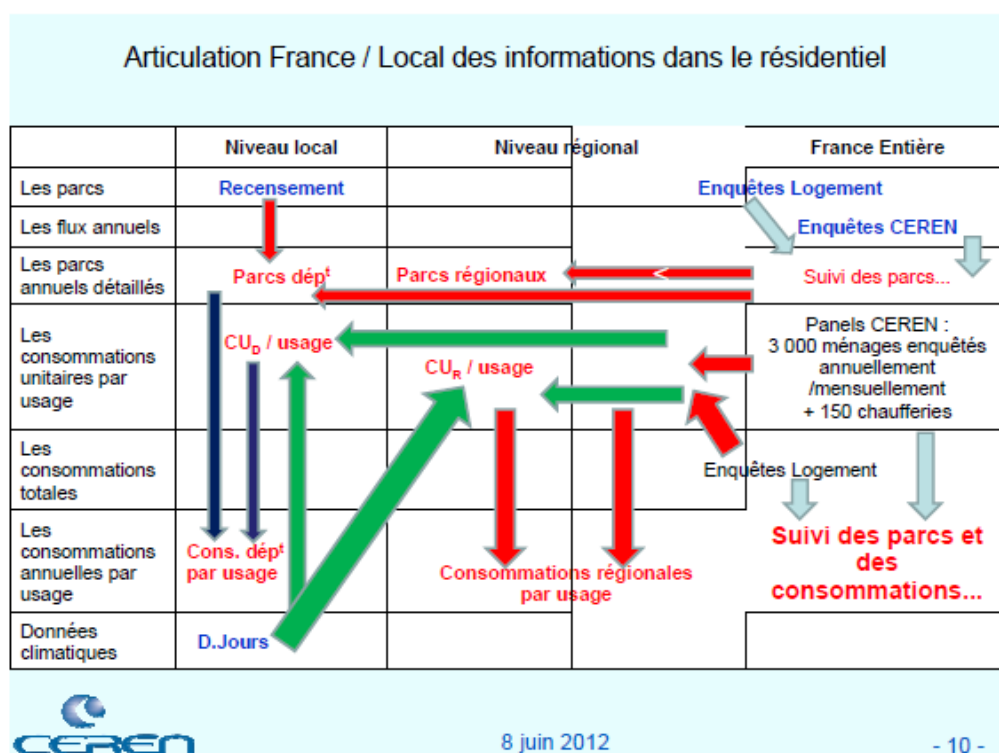 Articulation France / Local des informations dans le résidentiel
Niveau local
Niveau régional
France Entière
Les parcs
Recensement
Enquêtes Logement
Les flux annuels
Enquêtes CEREN
Les parcs
annuels détaillés
Parcs dépᵗ
Parcs régionaux
<
Suivi des parcs...
Les
consommations
unitaires par
usage
CU_D / usage
CU_R / usage
Panels CEREN :
3 000 ménages enquêtés
annuellement
/mensuellement
+ 150 chaufferies
Les
consommations
totales
Enquêtes Logement
Les
consommations
annuelles par
usage
Cons. dépᵗ
par usage
Consommations régionales
par usage
Suivi des parcs et
des
consommations...
Données
climatiques
D.Jours
CEREN
8 juin 2012
- 10 -